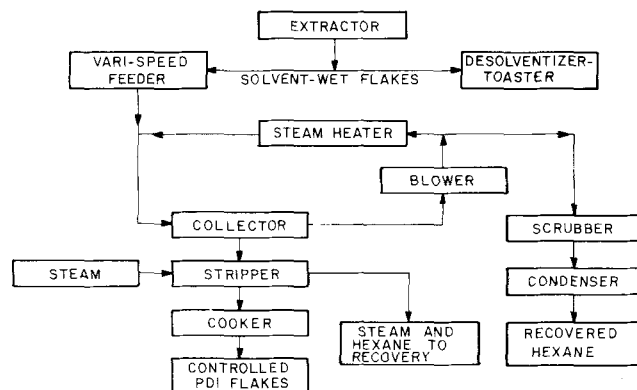 EXTRACTOR
VARI-SPEED
FEEDER
SOLVENT-WET FLAKES
DESOLVENTIZER-
TOASTER
STEAM HEATER
BLOWER
COLLECTOR
SCRUBBER
STEAM
STRIPPER
CONDENSER
COOKER
STEAM AND
HEXANE TO
RECOVERY
RECOVERED
HEXANE
CONTROLLED
PDI FLAKES